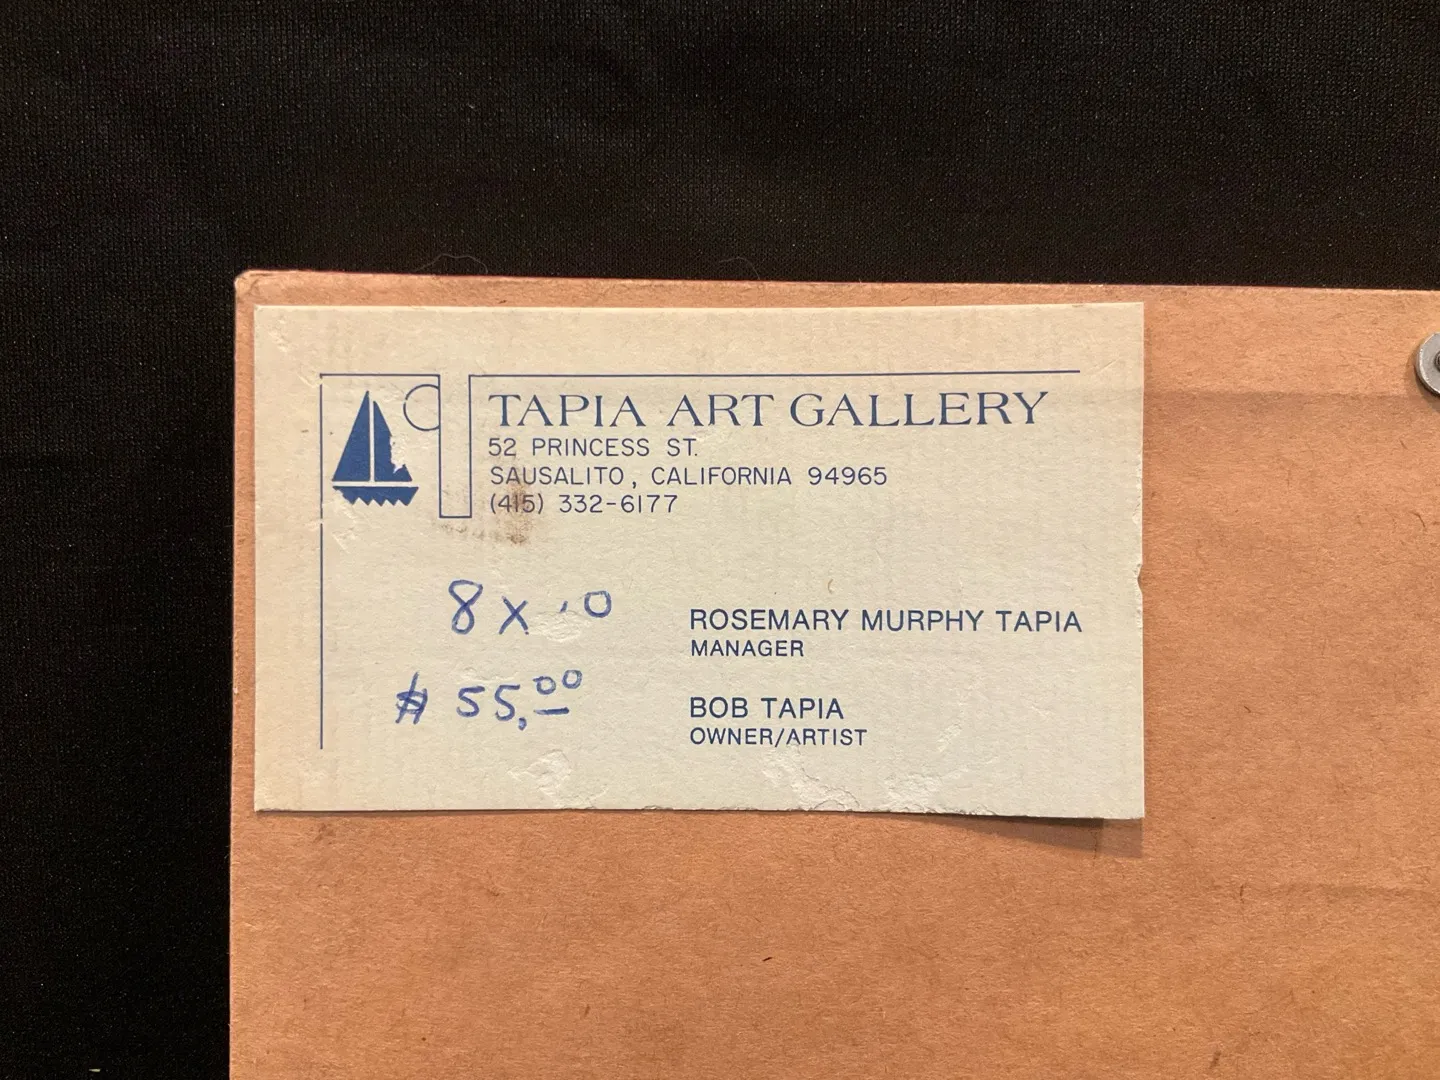 TAPIA ART GALLERY
52 PRINCESS ST.
SAUSALITO, CALIFORNIA 94965
(415) 332-6177
8 x
ROSEMARY MURPHY TAPIA
MANAGER
$ 55.00
BOB TAPIA
OWNER/ARTIST